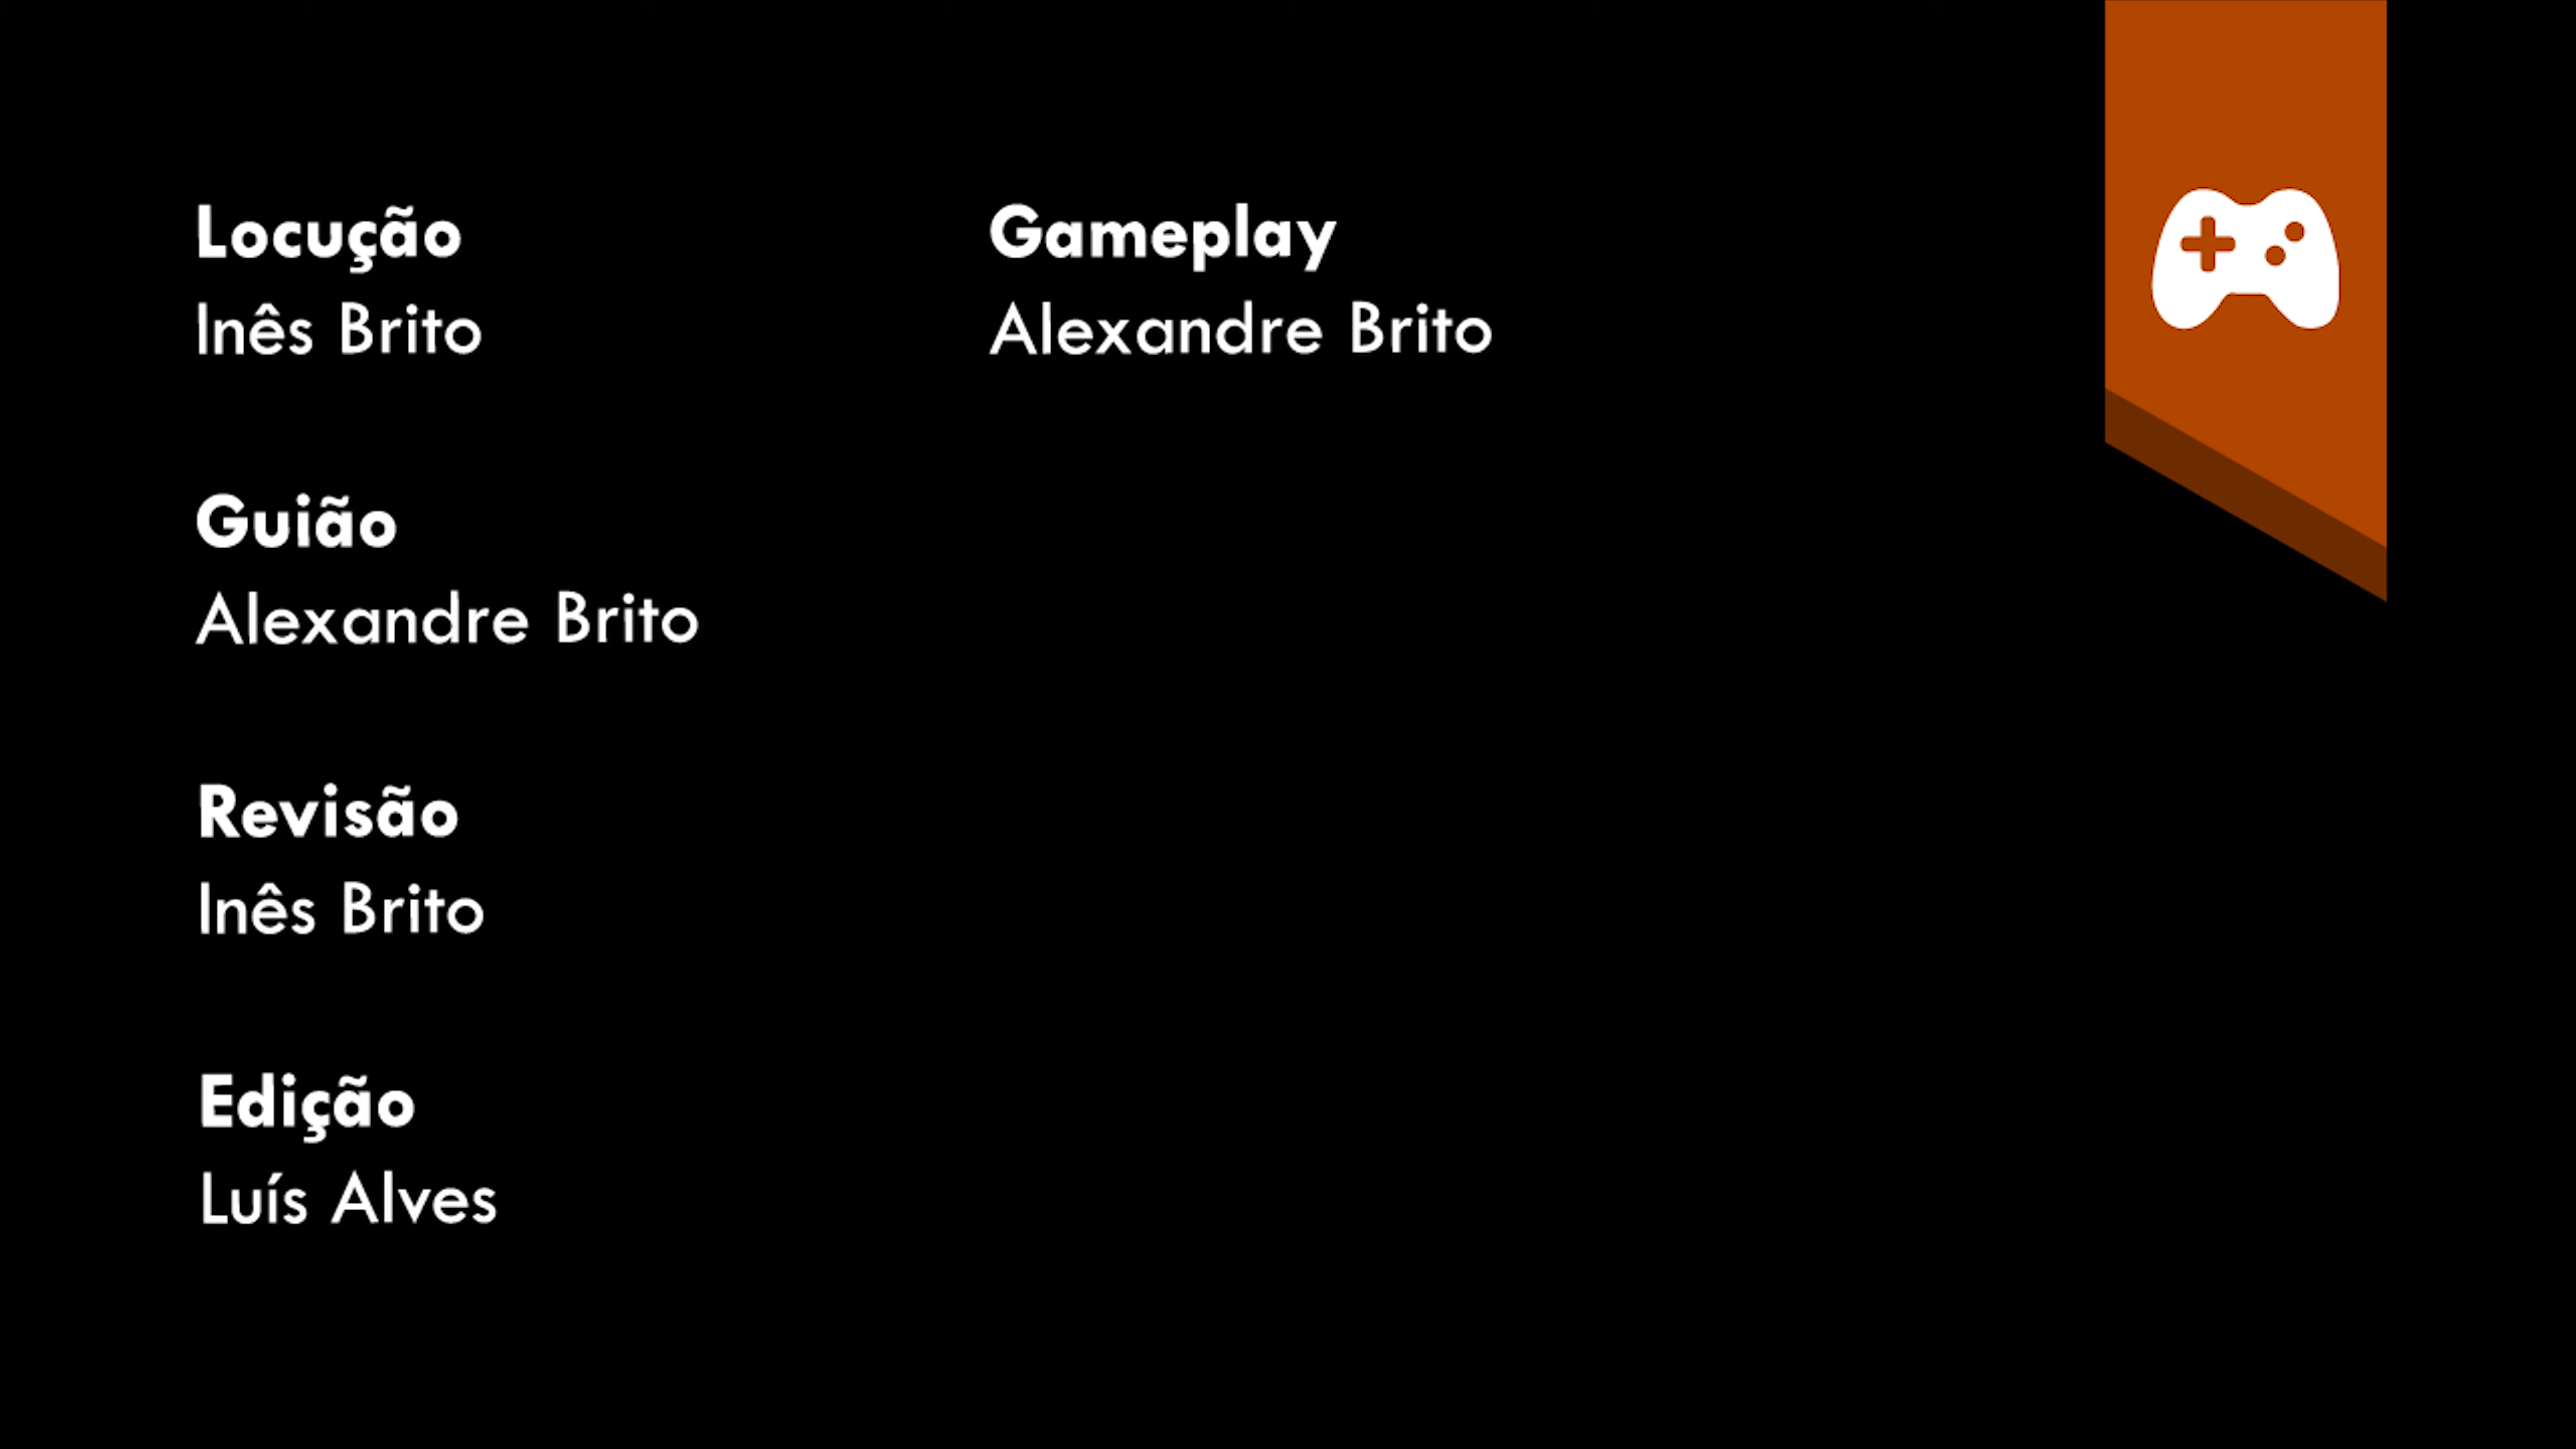 Locução
Inês Brito
Guião
Alexandre Brito
Revisão
Inês Brito
Edição
Luís Alves
Gameplay
Alexandre Brito